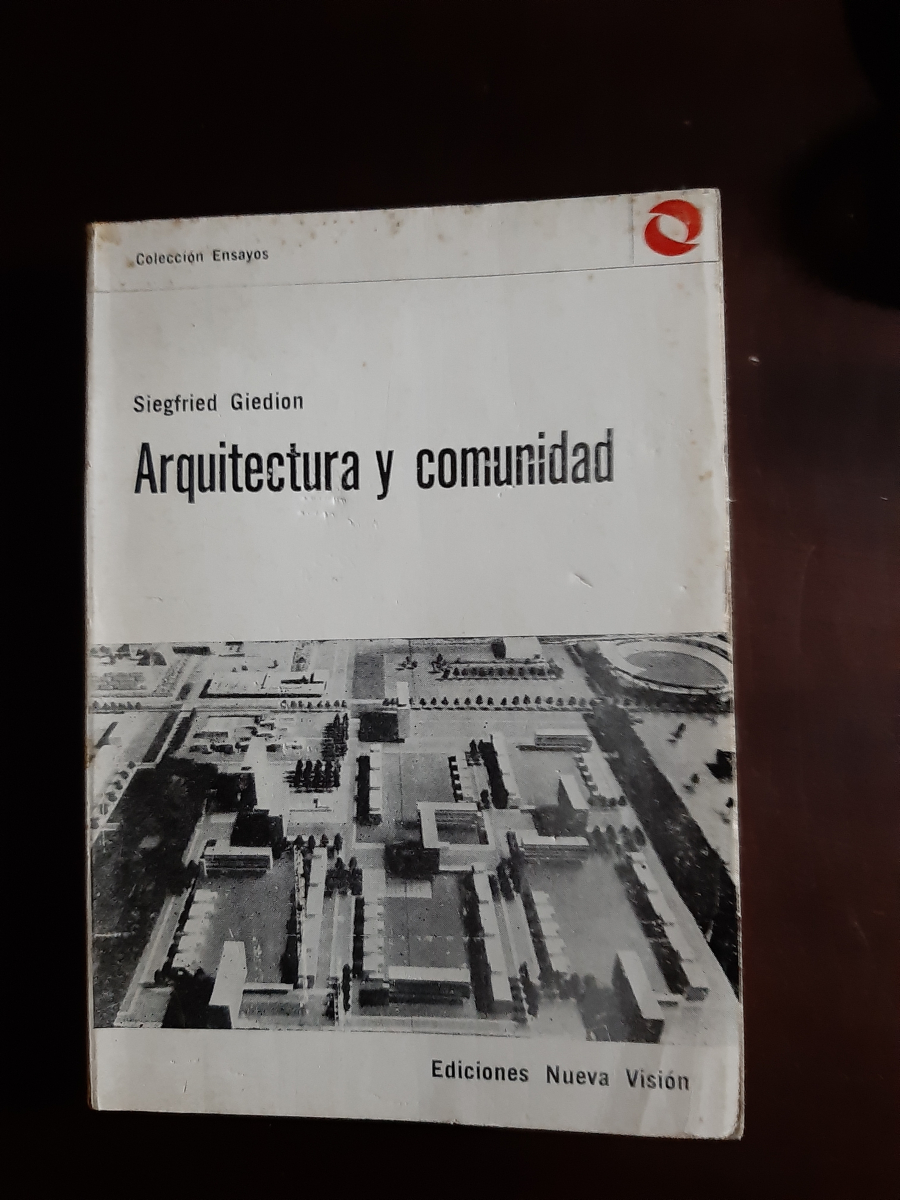 Colección Ensayos
Siegfried Giedion
Arquitectura y comunidad
Ediciones Nueva Visión